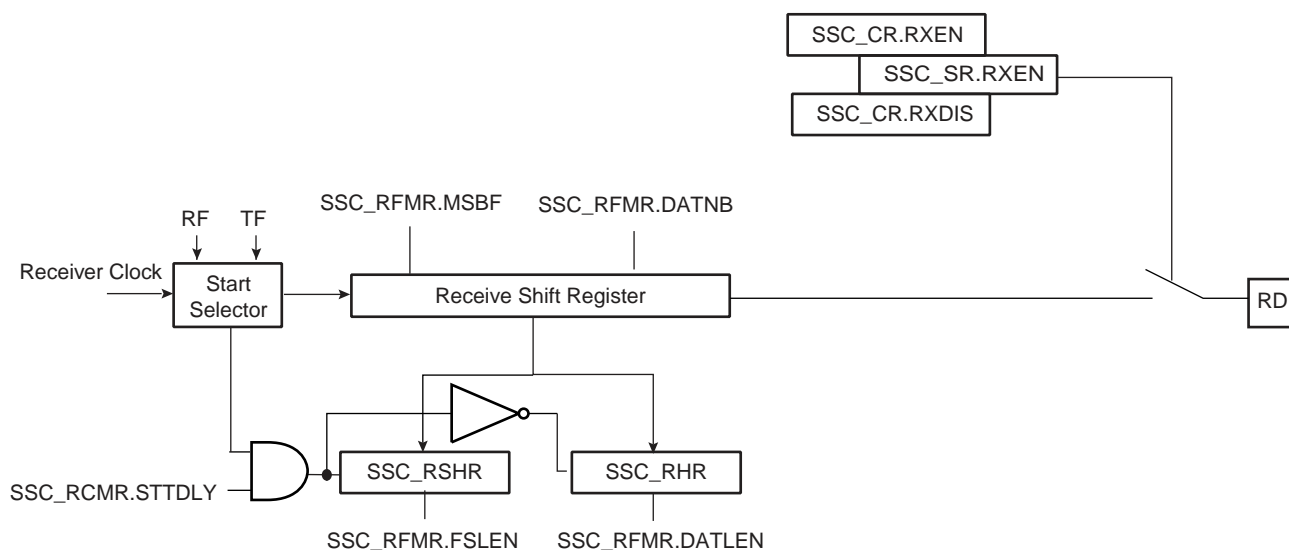 SSC_CR.RXEN
SSC_SR.RXEN
SSC_CR.RXDIS
SSC_RFMR.MSBF
SSC_RFMR.DATNB
RF
TF
Receiver Clock
Start
Selector
Receive Shift Register
RD
SSC_RSHR
SSC_RHR
SSC_RCMR.STTDLY
SSC_RFMR.FSLEN
SSC_RFMR.DATLEN